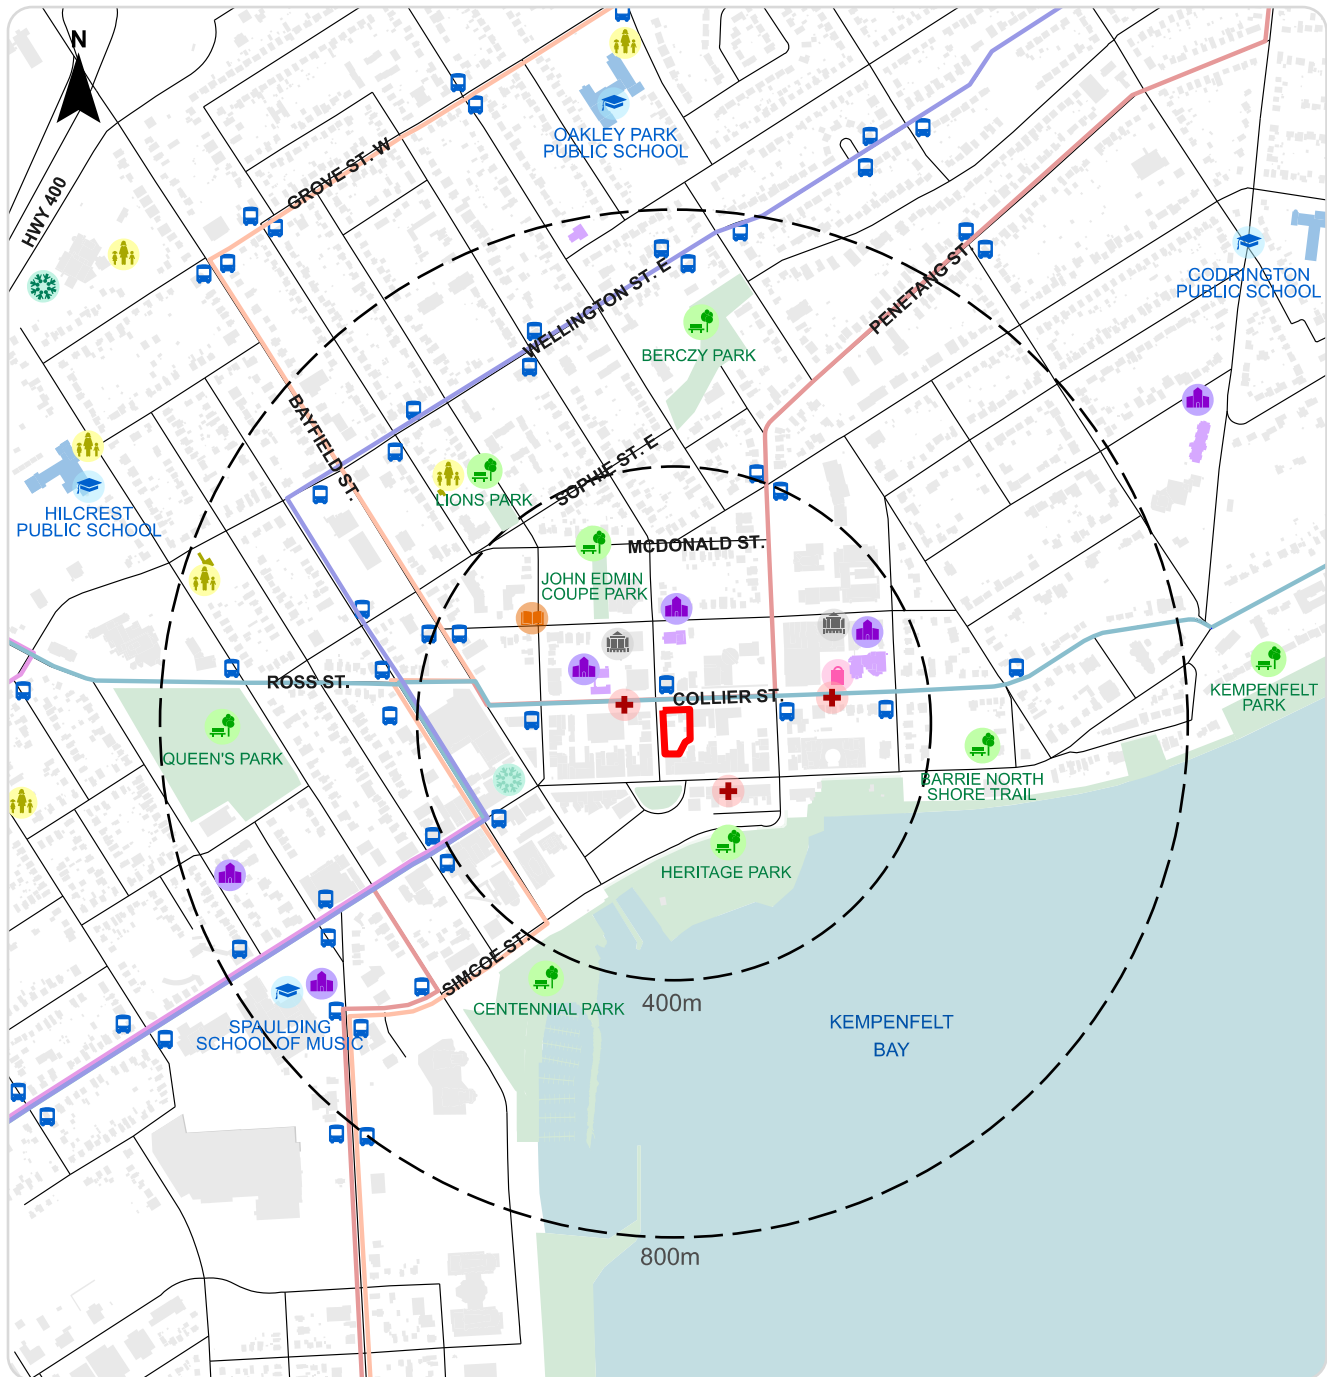 N
HWY 400
GROVE ST. W
OAKLEY PARK
PUBLIC SCHOOL
CODRINGTON
PUBLIC SCHOOL
PENETANG ST.
WELLINGTON ST. E
BERCZY PARK
BAYFIELD ST.
SOPHIE ST. E
LIONS PARK
HILCREST
PUBLIC SCHOOL
MCDONALD ST.
JOHN EDMIN
COUPE PARK
ROSS ST.
COLLIER ST.
KEMPENFELT
PARK
QUEEN'S PARK
BARRIE NORTH
SHORE TRAIL
HERITAGE PARK
SIMCOE ST.
CENTENNIAL PARK
400m
SPAULDING
SCHOOL OF MUSIC
KEMPENFELT
BAY
800m